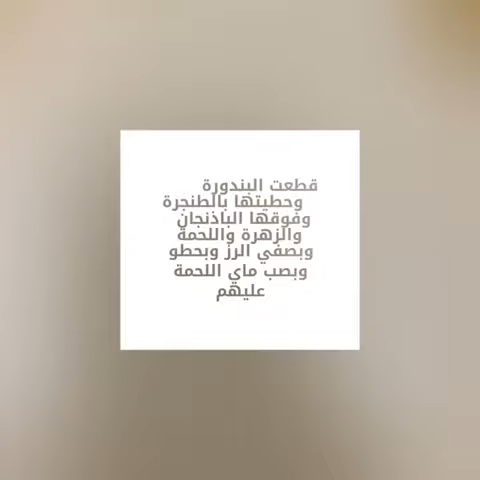 قطعت البندورة
وحطيتها بالطنجرة
وفوقها الباذنجان
والزهرة واللحمة
وبصفي الرز وبحطو
وبصب ماي اللحمة
عليهم